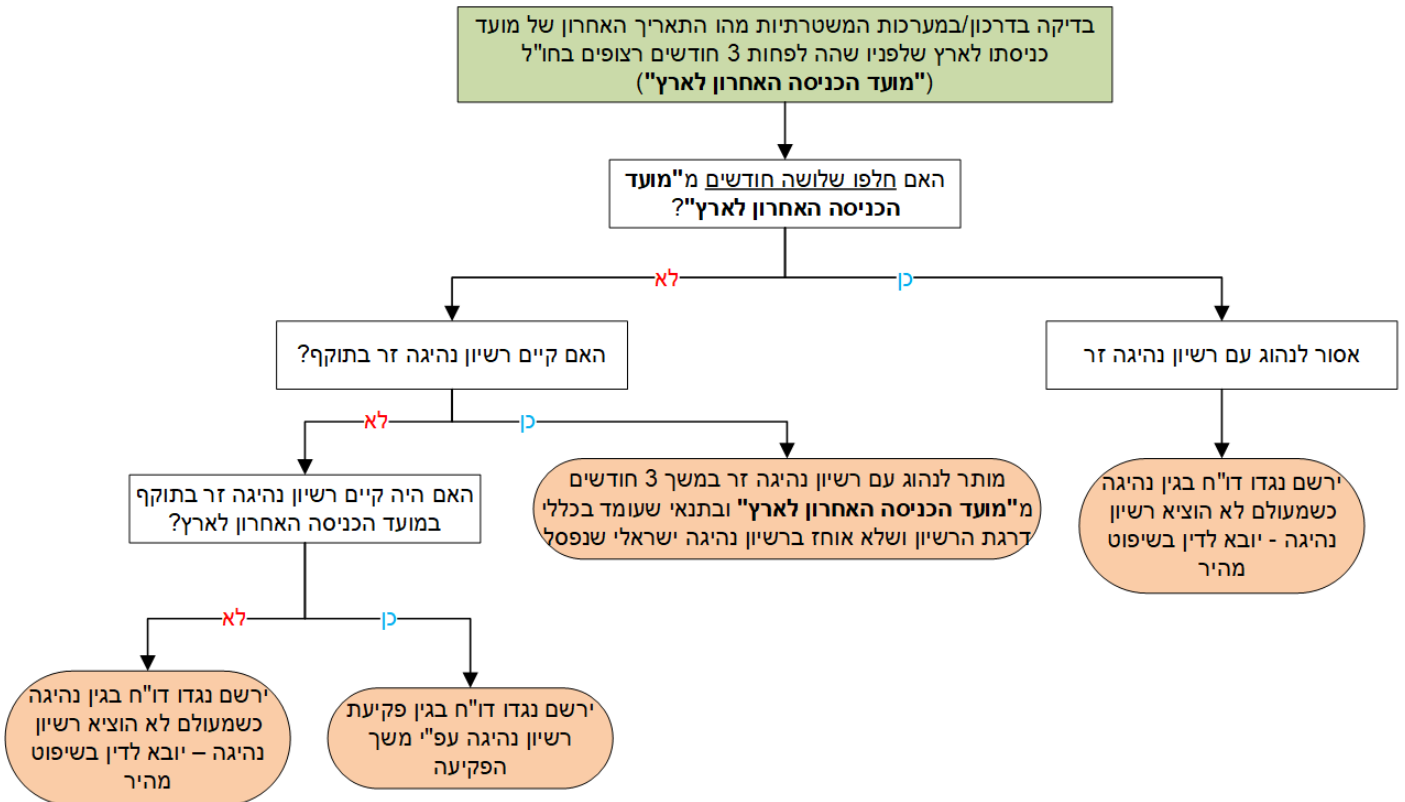 בדיקה בדרכון/במערכות המשטרתיות מהו התאריך האחרון של מועד
כניסתו לארץ שלפניו שהה לפחות 3 חודשים רצופים בחו"ל
("מועד הכניסה האחרון לארץ")
האם חלפו שלושה חודשים מ"מועד
הכניסה האחרון לארץ"?
כן
לא
אסור לנהוג עם רשיון נהיגה זר
האם קיים רשיון נהיגה זר בתוקף?
כן
לא
ירשם נגדו דו"ח בגין נהיגה
כשמעולם לא הוציא רשיון
נהיגה - יובא לדין בשיפוט
מהיר
מותר לנהוג עם רשיון נהיגה זר במשך 3 חודשים
מ"מועד הכניסה האחרון לארץ" ובתנאי שעומד בכללי
דרגת הרשיון ושלא אוחז ברשיון נהיגה ישראלי שנפסל
האם היה קיים רשיון נהיגה זר בתוקף
במועד הכניסה האחרון לארץ?
כן
לא
ירשם נגדו דו"ח בגין פקיעת
רשיון נהיגה עפ"י משך
הפקיעה
ירשם נגדו דו"ח בגין נהיגה
כשמעולם לא הוציא רשיון
נהיגה – יובא לדין בשיפוט
מהיר